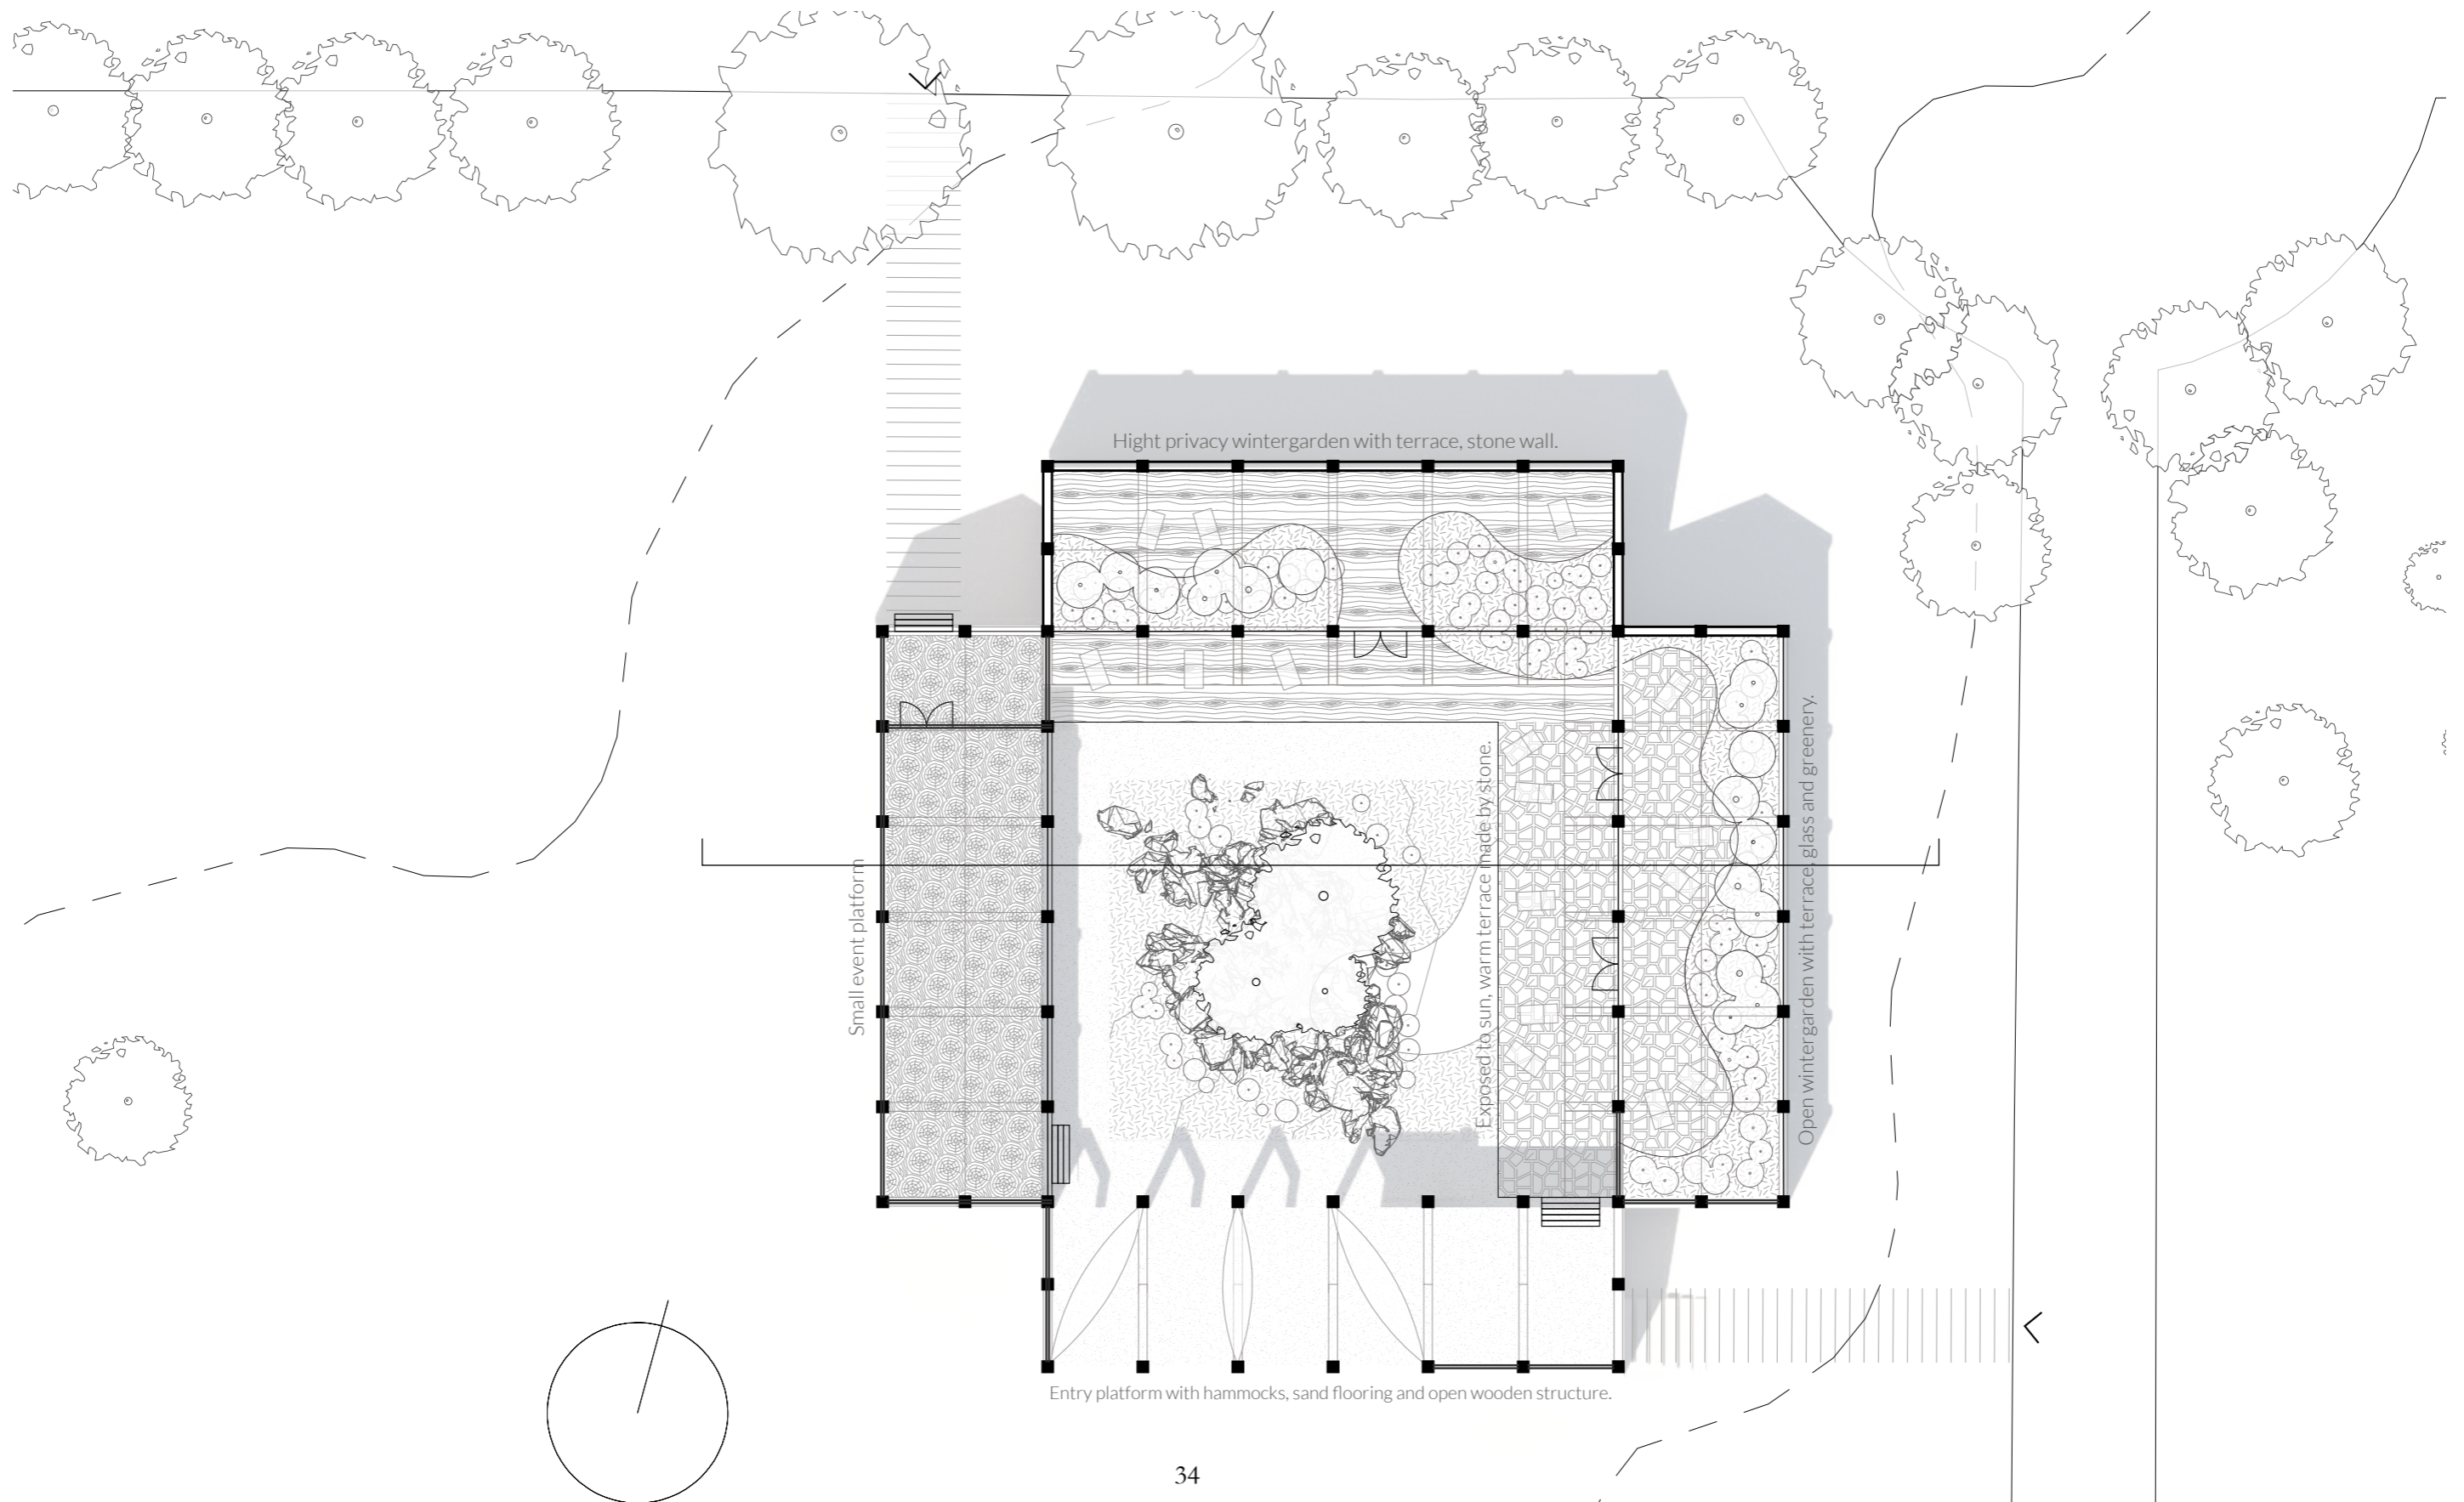 Hight privacy wintergarden with terrace, stone wall.
Small event platform
Exposed to sun, warm terrace made by stone.
Open wintergarden with terrace, glass and greenery.
Entry platform with hammocks, sand flooring and open wooden structure.
34